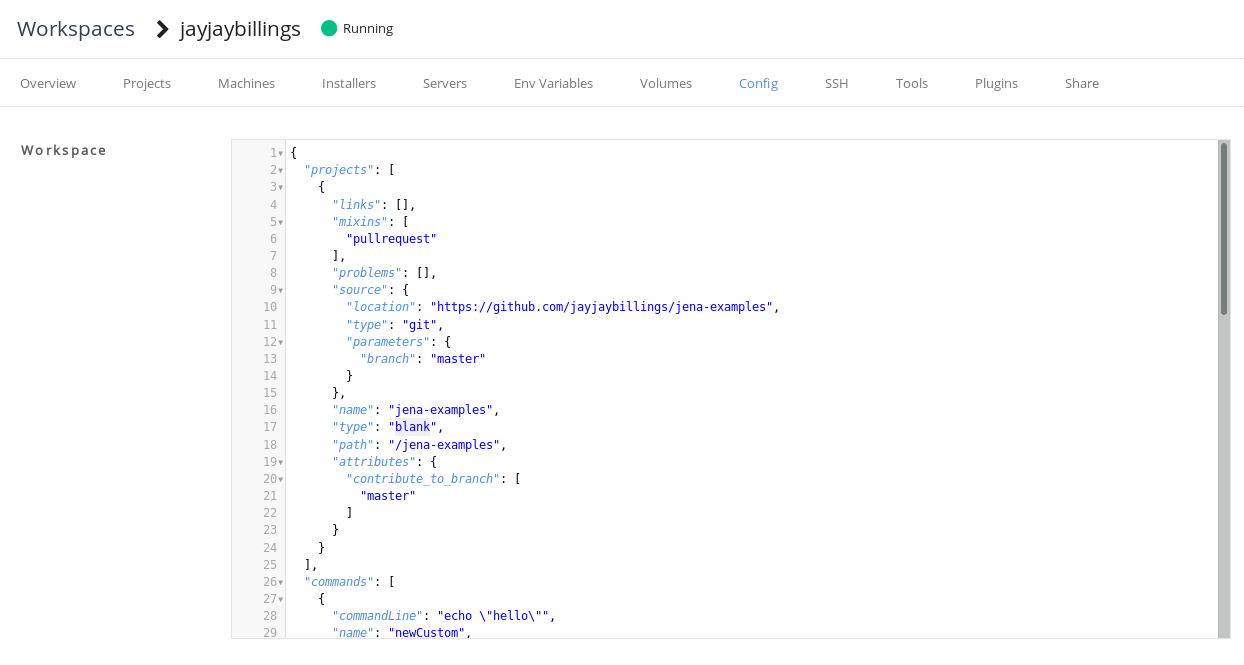 Workspaces jayjaybillings Running
Overview Projects Machines Installers Servers Env Variables Volumes Config SSH Tools Plugins Share
Workspace
1 {
2   "projects": [
3     {
4       "links": [],
5       "mixins": [
6         "pullrequest"
7       ],
8       "problems": [],
9       "source": {
10         "location": "https://github.com/jayjaybillings/jena-examples",
11         "type": "git",
12         "parameters": {
13           "branch": "master"
14         }
15       },
16       "name": "jena-examples",
17       "type": "blank",
18       "path": "/jena-examples",
19       "attributes": {
20         "contribute_to_branch": [
21           "master"
22         ]
23       }
24     }
25   ],
26   "commands": [
27     {
28       "commandLine": "echo \"hello\"",
29       "name": "newCustom",